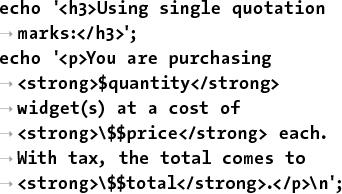 echo '<h3>Using single quotation
→ marks:</h3>';
echo '<p>You are purchasing
→ <strong>$quantity</strong>
→ widget(s) at a cost of
→ <strong>\$$price</strong> each.
→ With tax, the total comes to
→ <strong>\$$total</strong>.</p>\n';